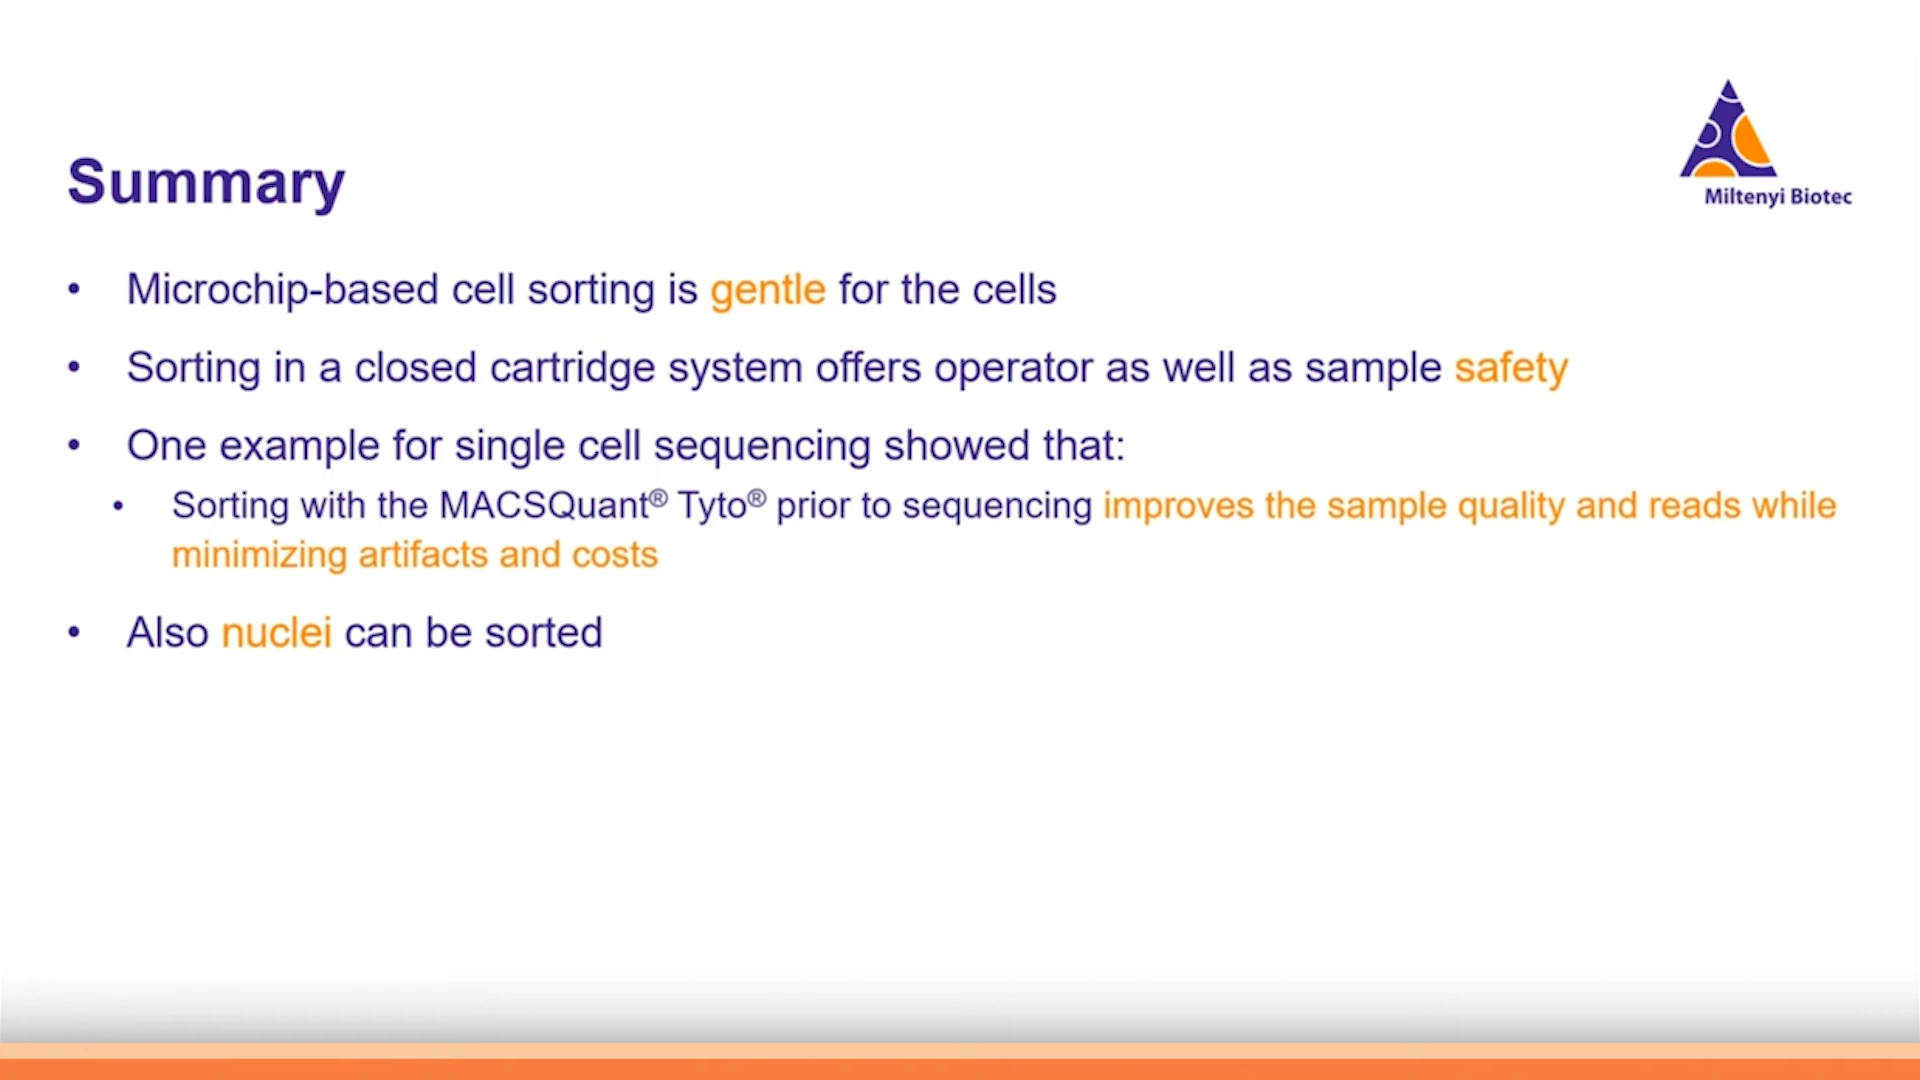 Miltenyi Biotec
Summary
• Microchip-based cell sorting is gentle for the cells
• Sorting in a closed cartridge system offers operator as well as sample safety
• One example for single cell sequencing showed that:
• Sorting with the MACSQuant® Tyto® prior to sequencing improves the sample quality and reads while
minimizing artifacts and costs
• Also nuclei can be sorted